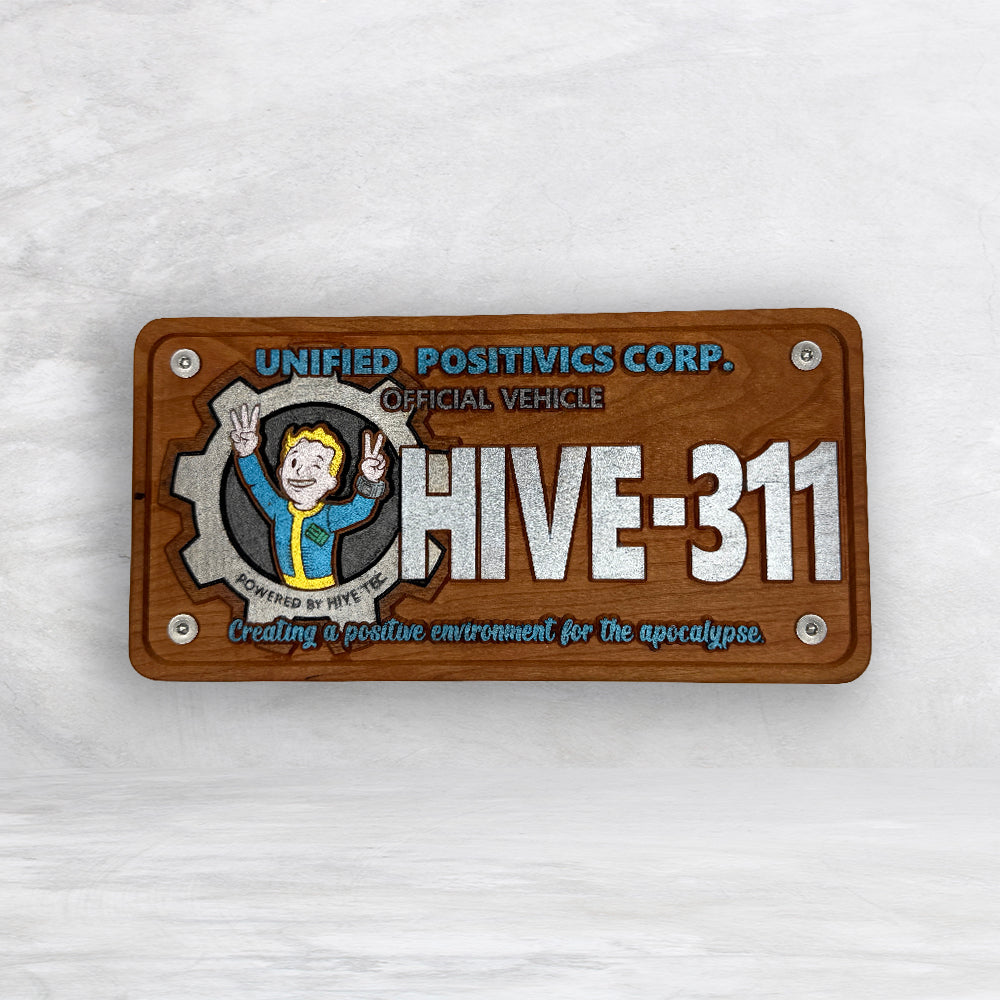 UNIFIED POSITIVICS CORP.
OFFICIAL VEHICLE
HIVE-311
POWERED BY HIVE TEC
Creating a positive environment for the apocalypse.